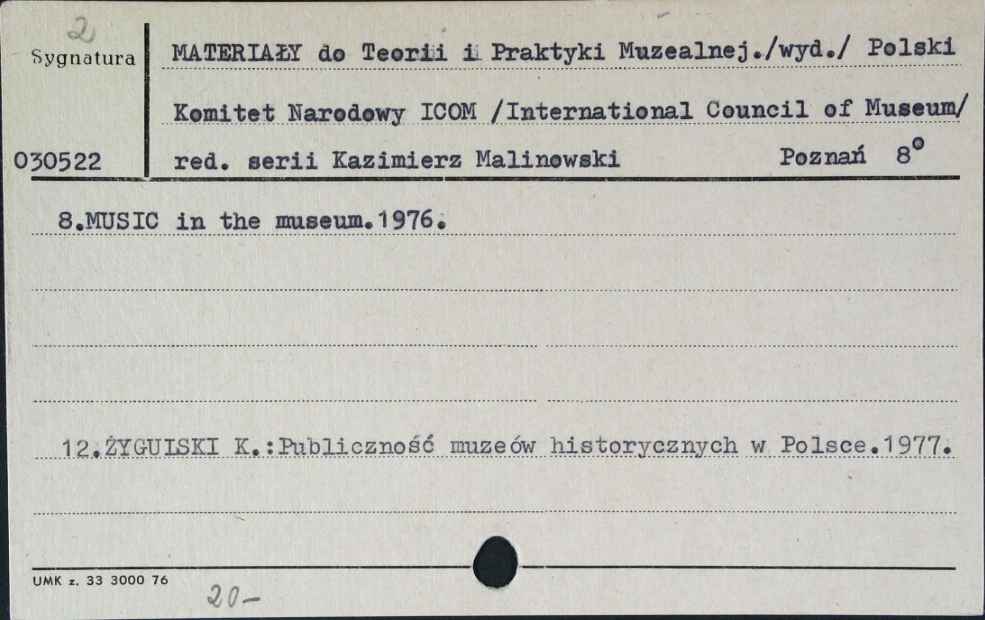 2
Sygnatura
MATERIAŁY do Teorii i Praktyki Muzealnej./wyd./ Polski
Komitet Narodowy ICOM /International Council of Museum/
030522
red. serii Kazimierz Malinowski Poznań 8°
8.MUSIC in the museum.1976.
12.ŻYGULSKI K.:Publiczność muzeów historycznych w Polsce.1977.
UMK z. 33 3000 76
20-